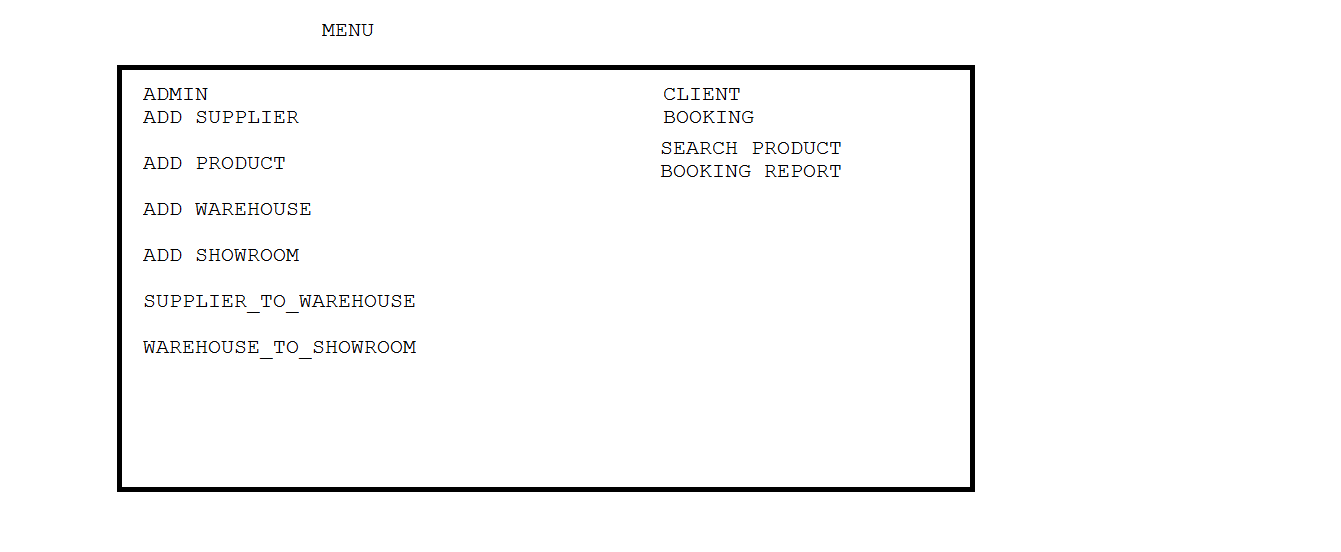 MENU
ADMIN
ADD SUPPLIER
ADD PRODUCT
ADD WAREHOUSE
ADD SHOWROOM
SUPPLIER_TO_WAREHOUSE
WAREHOUSE_TO_SHOWROOM
CLIENT
BOOKING
SEARCH PRODUCT
BOOKING REPORT